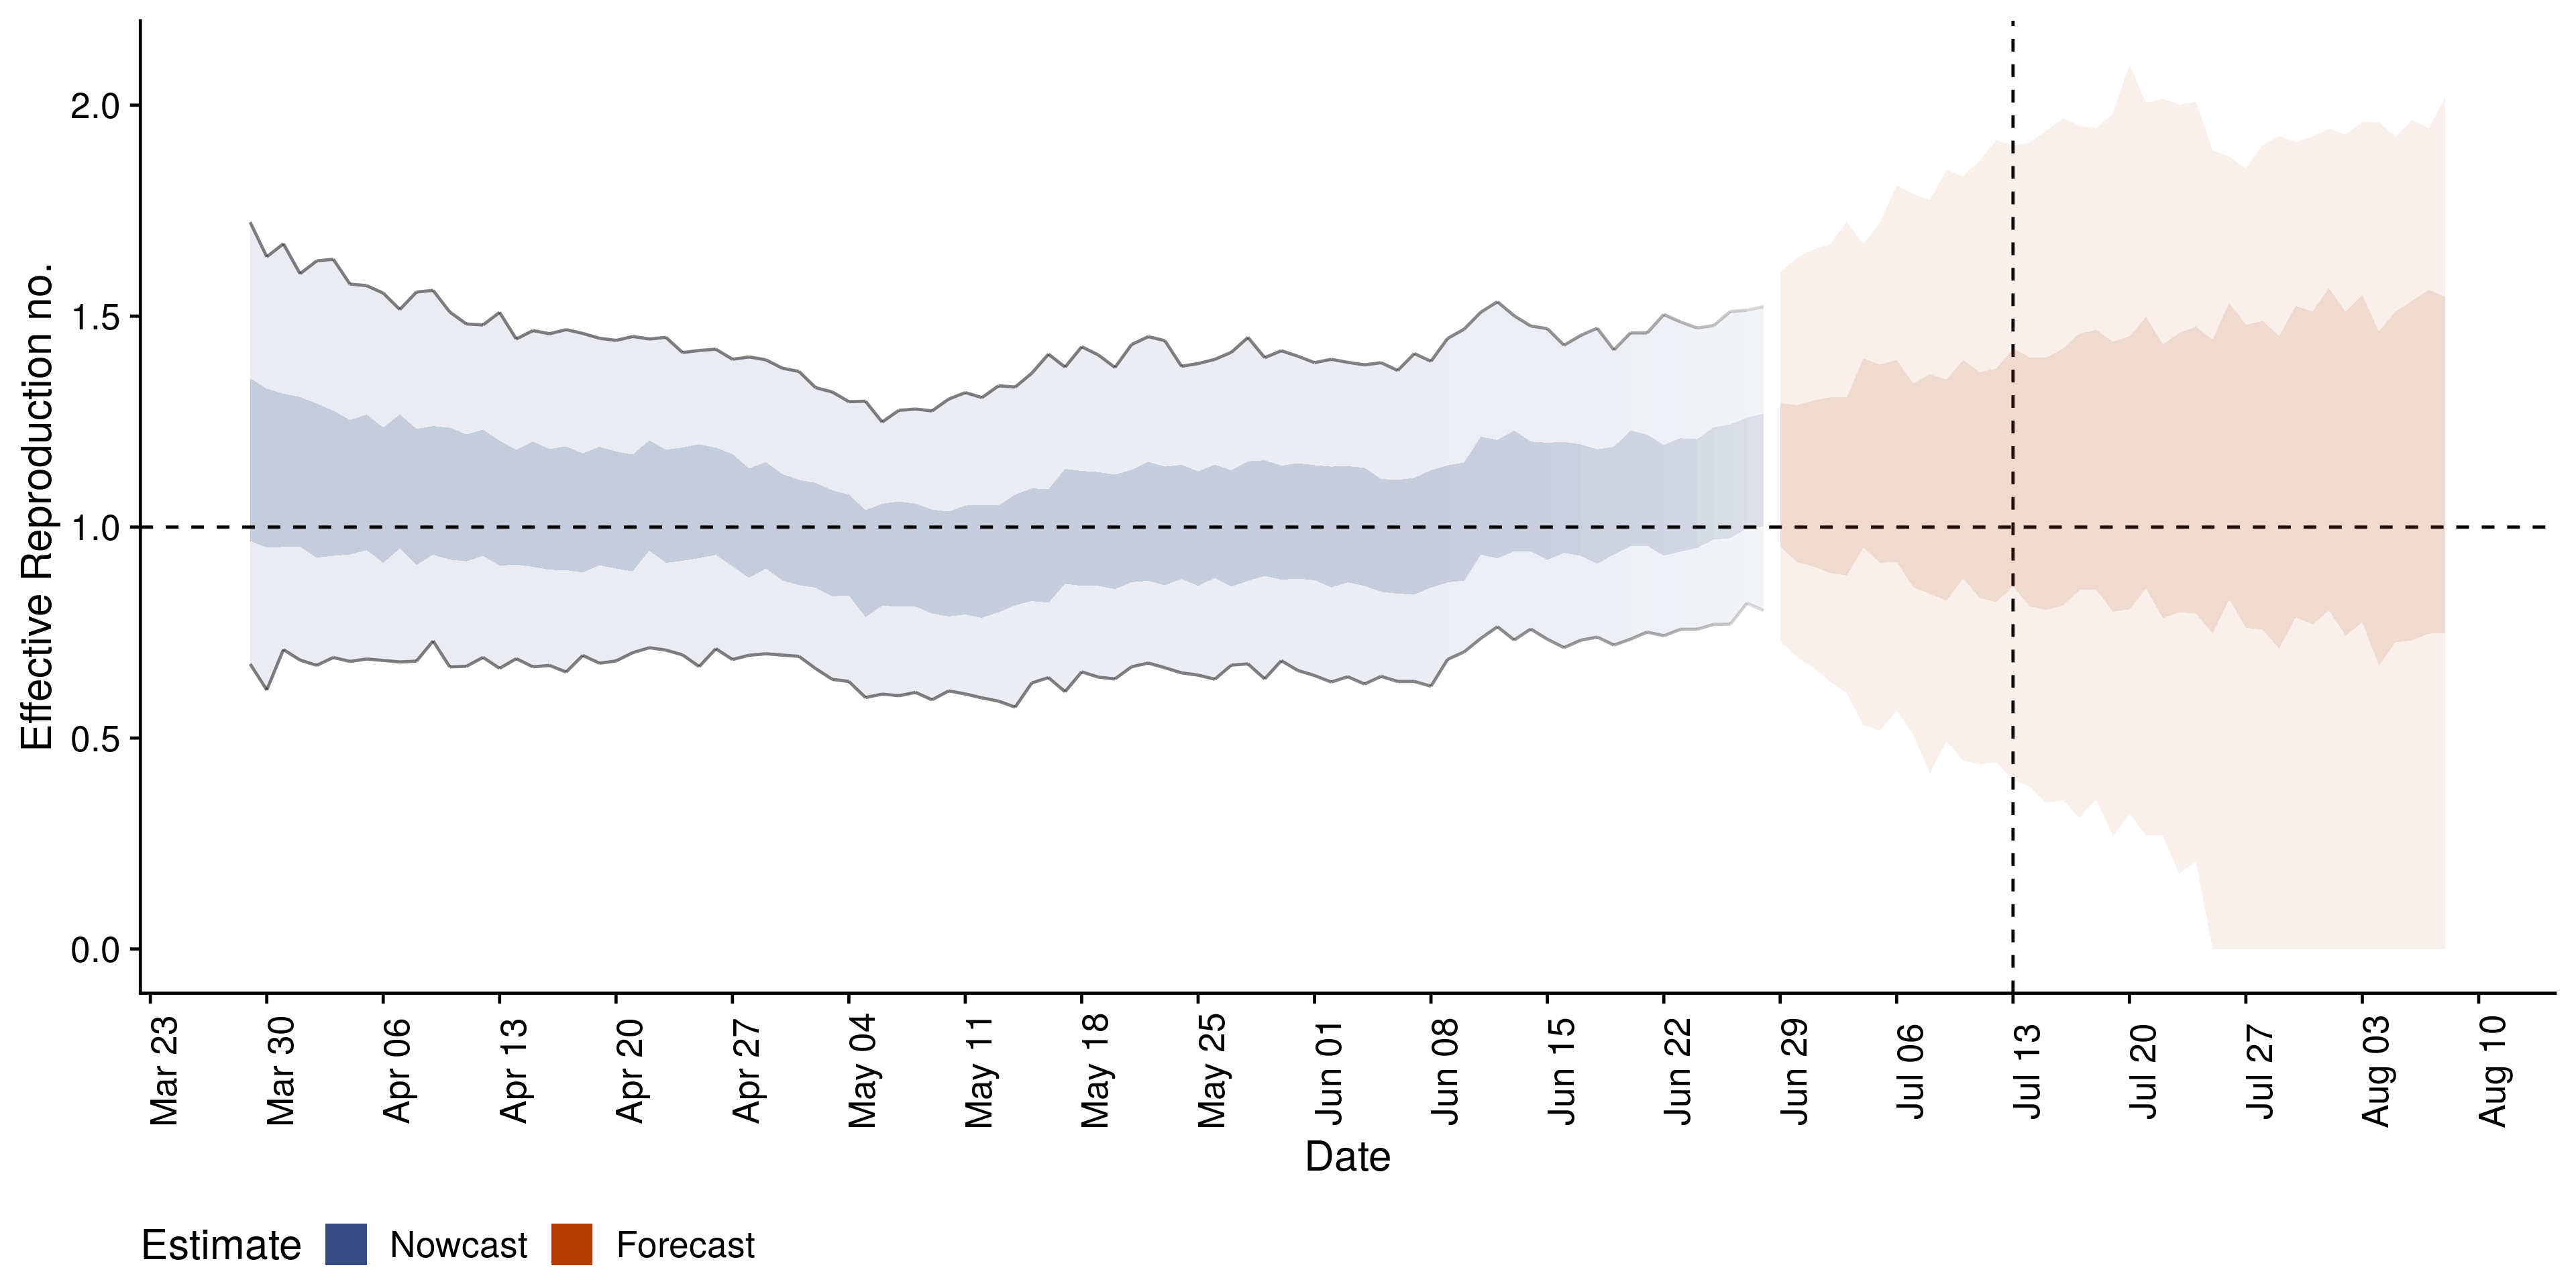 Effective Reproduction no.
2.0
1.5
1.0
0.5
0.0
Mar 23
Mar 30
Apr 06
Apr 13
Apr 20
Apr 27
May 04
May 11
May 18
May 25
Jun 01
Jun 08
Jun 15
Jun 22
Jun 29
Jul 06
Jul 13
Jul 20
Jul 27
Aug 03
Aug 10
Date
Estimate Nowcast Forecast